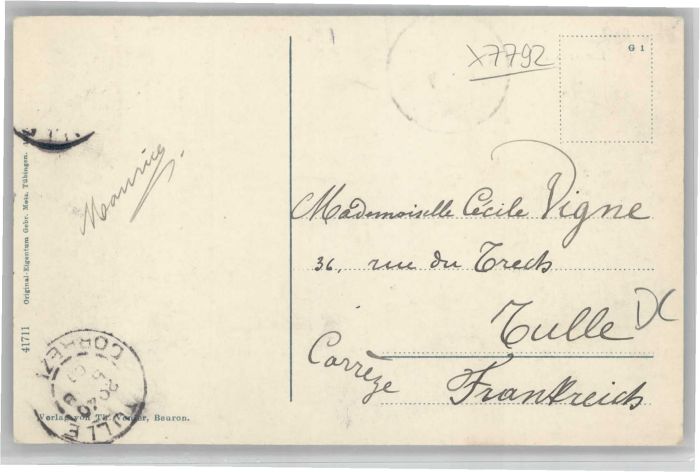 x7792
G 1
Maurice
Mademoiselle Cécile Vigne
36, rue du Trech
Tulle
Corrèze
Frankreich
Original-Eigentum Gebr. Metz, Tübingen.
41711
Verlag von Th. Beuron.
TULLE
CORREZE